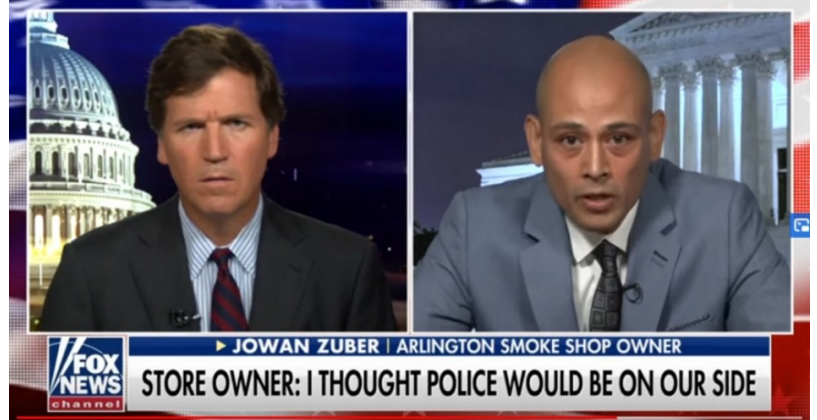 JOWAN ZUBER | ARLINGTON SMOKE SHOP OWNER
FOX
NEWS
channel
STORE OWNER: I THOUGHT POLICE WOULD BE ON OUR SIDE